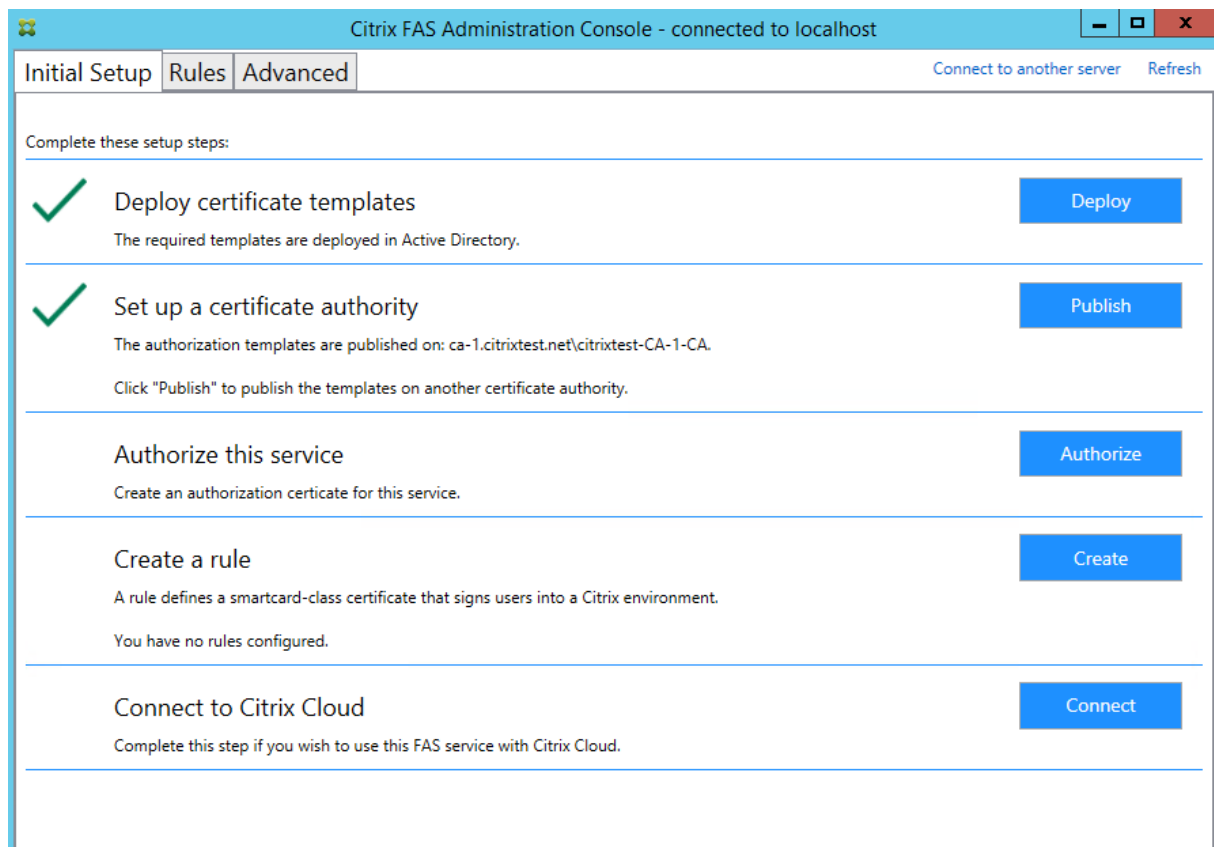 Citrix FAS Administration Console - connected to localhost
Initial Setup Rules Advanced Connect to another server Refresh
Complete these setup steps:
Deploy certificate templates Deploy
The required templates are deployed in Active Directory.
Set up a certificate authority Publish
The authorization templates are published on: ca-1.citrixtest.net\citrixtest-CA-1-CA.
Click "Publish" to publish the templates on another certificate authority.
Authorize this service Authorize
Create an authorization certicate for this service.
Create a rule Create
A rule defines a smartcard-class certificate that signs users into a Citrix environment.
You have no rules configured.
Connect to Citrix Cloud Connect
Complete this step if you wish to use this FAS service with Citrix Cloud.